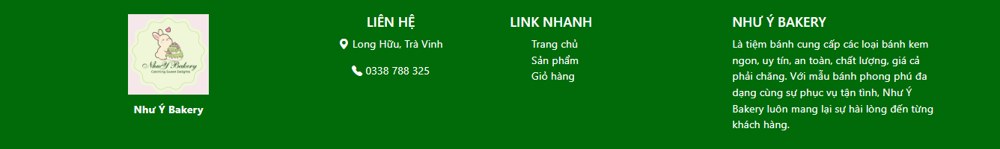 Như Ý Bakery
Catching Sweet Delights
Như Ý Bakery
LIÊN HỆ
Long Hữu, Trà Vinh
0338 788 325
LINK NHANH
Trang chủ
Sản phẩm
Giỏ hàng
NHƯ Ý BAKERY
Là tiệm bánh cung cấp các loại bánh kem
ngon, uy tín, an toàn, chất lượng, giá cả
phải chăng. Với mẫu bánh phong phú đa
dạng cùng sự phục vụ tận tình, Như Ý
Bakery luôn mang lại sự hài lòng đến từng
khách hàng.